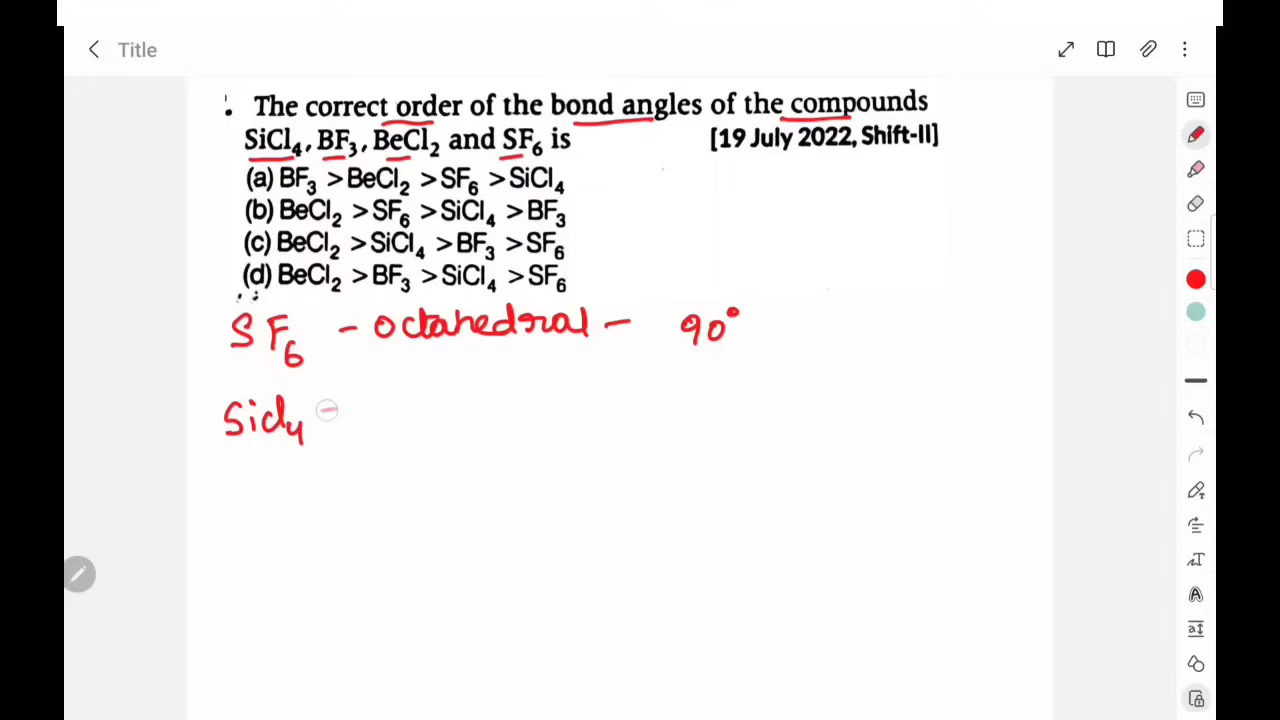 Title
. The correct order of the bond angles of the compounds
SiCl₄, BF₃, BeCl₂ and SF₆ is [19 July 2022, Shift-II]
(a) BF₃ >BeCl₂ >SF₆ >SiCl₄
(b) BeCl₂ >SF₆ >SiCl₄ >BF₃
(c) BeCl₂ >SiCl₄ >BF₃ >SF₆
(d) BeCl₂ >BF₃ >SiCl₄ >SF₆
SF₆ - octahedral - 90°
SiCl₄ -